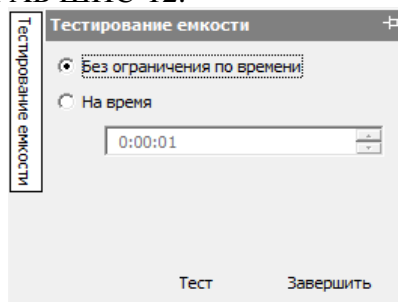 Тестирование емкости
Тестирование емкости
Без ограничения по времени
На время
0:00:01
Тест Завершить